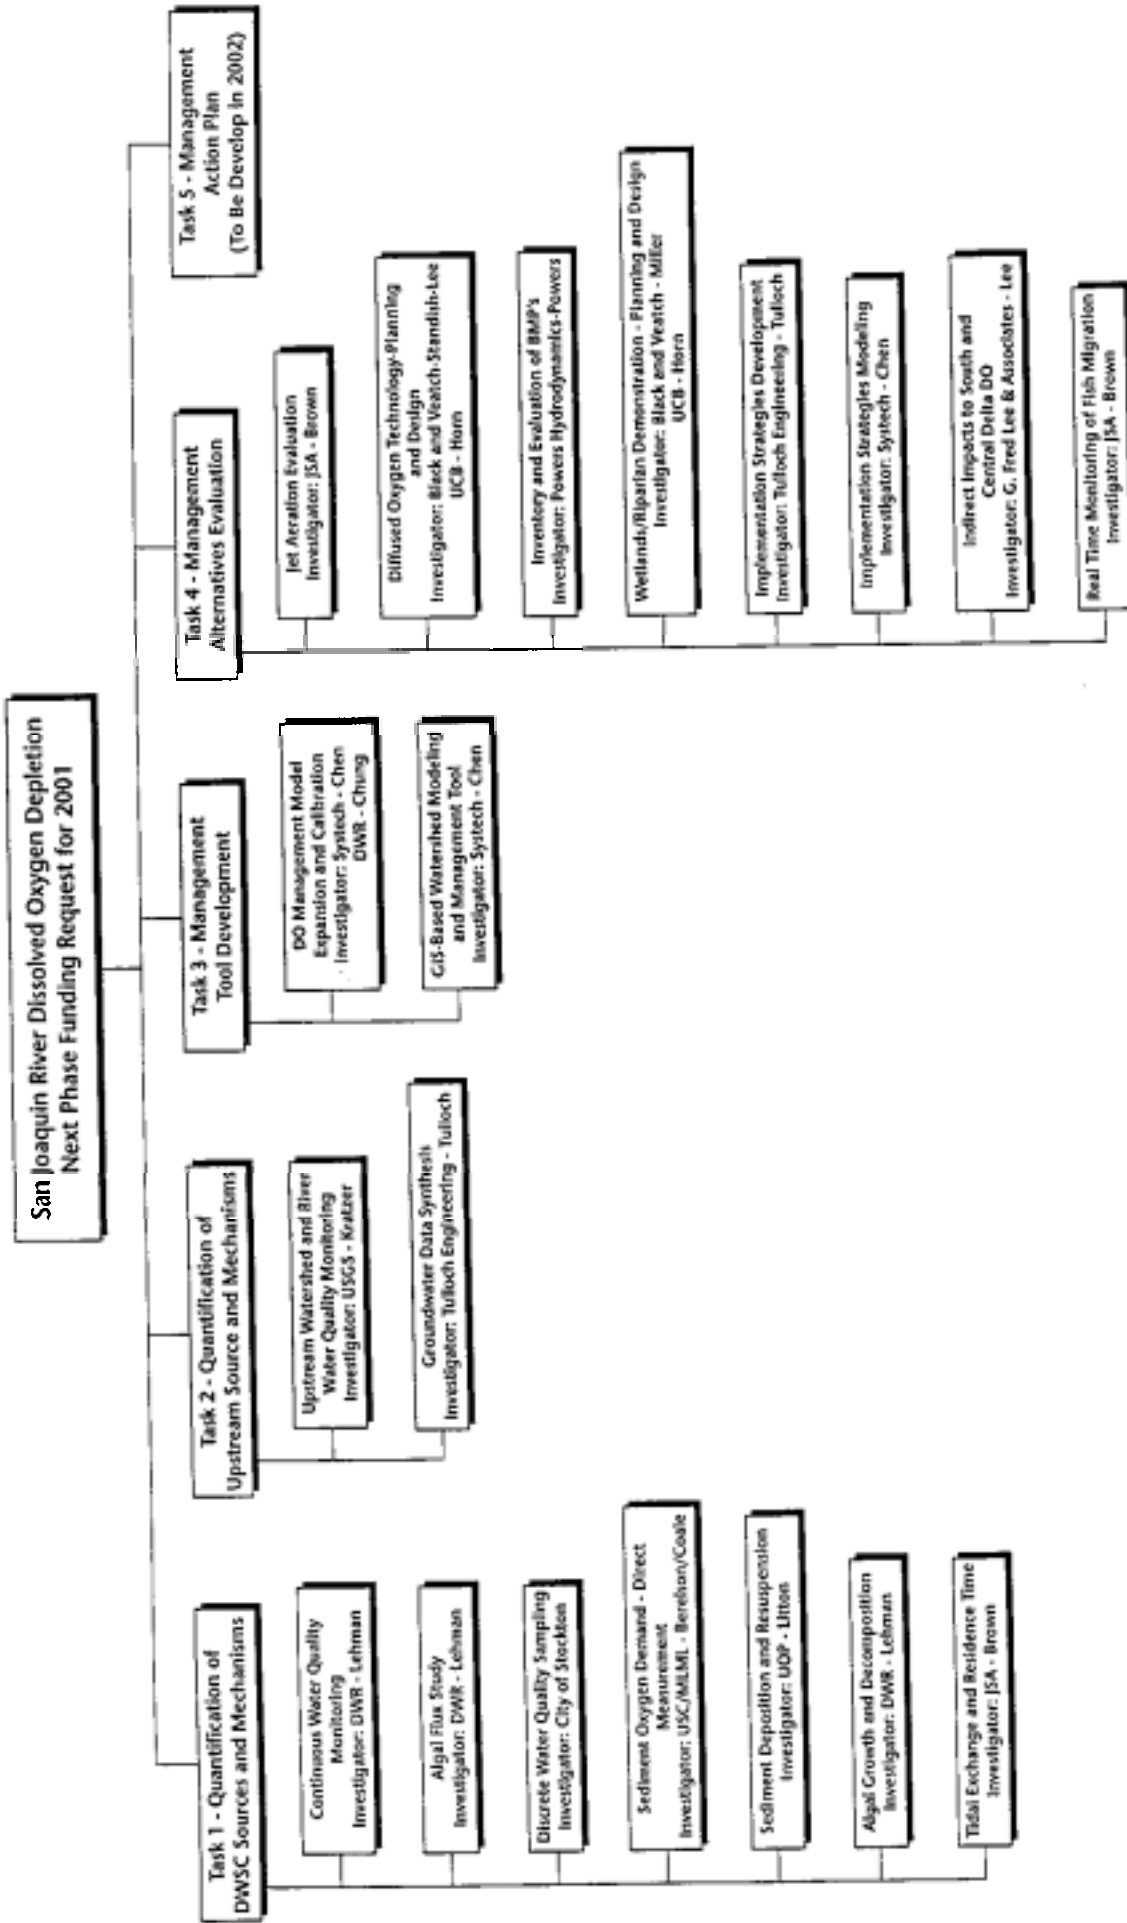 San Joaquin River Dissolved Oxygen Depletion
Next Phase Funding Request for 2001
Task 1 - Quantification of
DWSC Sources and Mechanisms
Continuous Water Quality
Monitoring
Investigator: DWR - Lehman
Algal Flux Study
Investigator: DWR - Lehman
Discrete Water Quality Sampling
Investigator: City of Stockton
Sediment Oxygen Demand - Direct
Measurement
Investigator: USC/MLML - Berelson/Coale
Sediment Deposition and Resuspension
Investigator: UOP - Litton
Algal Growth and Decomposition
Investigator: DWR - Lehman
Tidal Exchange and Residence Time
Investigator: JSA - Brown
Task 2 - Quantification of
Upstream Source and Mechanisms
Upstream Watershed and River
Water Quality Monitoring
Investigator: USGS - Kratzer
Groundwater Data Synthesis
Investigator: Tulloch Engineering - Tulloch
Task 3 - Management
Tool Development
DO Management Model
Expansion and Calibration
Investigator: Systech - Chen
DWR - Chung
GIS-Based Watershed Modeling
and Management Tool
Investigator: Systech - Chen
Task 4 - Management
Alternatives Evaluation
Jet Aeration Evaluation
Investigator: JSA - Brown
Diffused Oxygen Technology-Planning
and Design
Investigator: Black and Veatch-Standish-Lee
UCB - Horn
Inventory and Evaluation of BMP's
Investigator: Powers Hydrodynamics-Powers
Wetlands/Riparian Demonstration - Planning and Design
Investigator: Black and Veatch - Miller
UCB - Horn
Implementation Strategies Development
Investigator: Tulloch Engineering - Tulloch
Implementation Strategies Modeling
Investigator: Systech - Chen
Indirect Impacts to South and
Central Delta DO
Investigator: G. Fred Lee & Associates - Lee
Real Time Monitoring of Fish Migration
Investigator: JSA - Brown
Task 5 - Management
Action Plan
(To Be Develop in 2002)